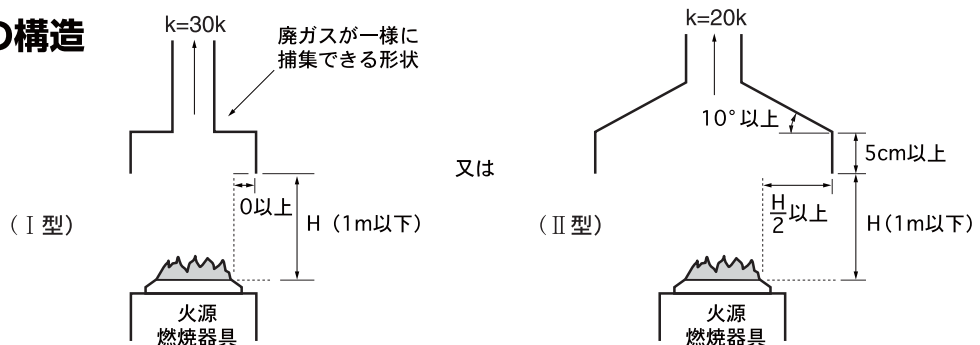 の構造
k=30k
廃ガスが一様に
捕集できる形状
0以上
H（1m以下）
（Ⅰ型）
火源
燃焼器具
又は
k=20k
10°以上
5cm以上
H/2以上
H（1m以下）
（Ⅱ型）
火源
燃焼器具